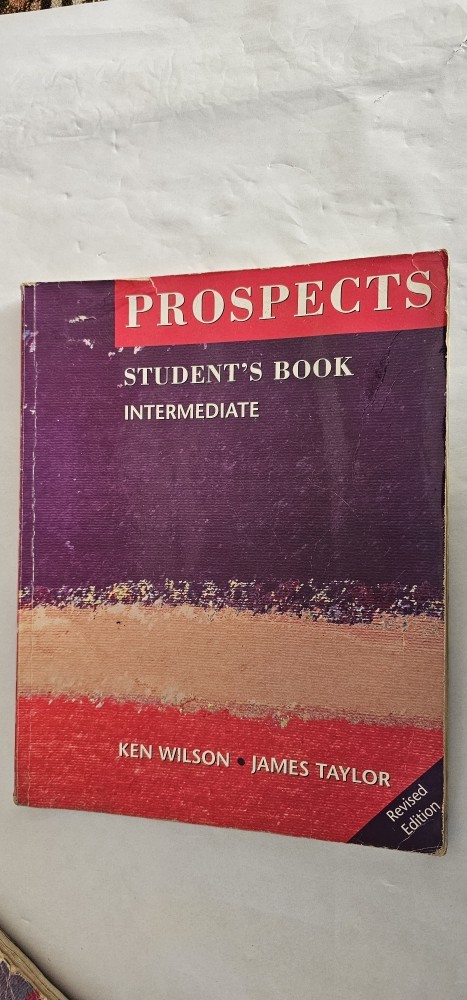 PROSPECTS
STUDENT'S BOOK
INTERMEDIATE
KEN WILSON • JAMES TAYLOR
Revised
Edition